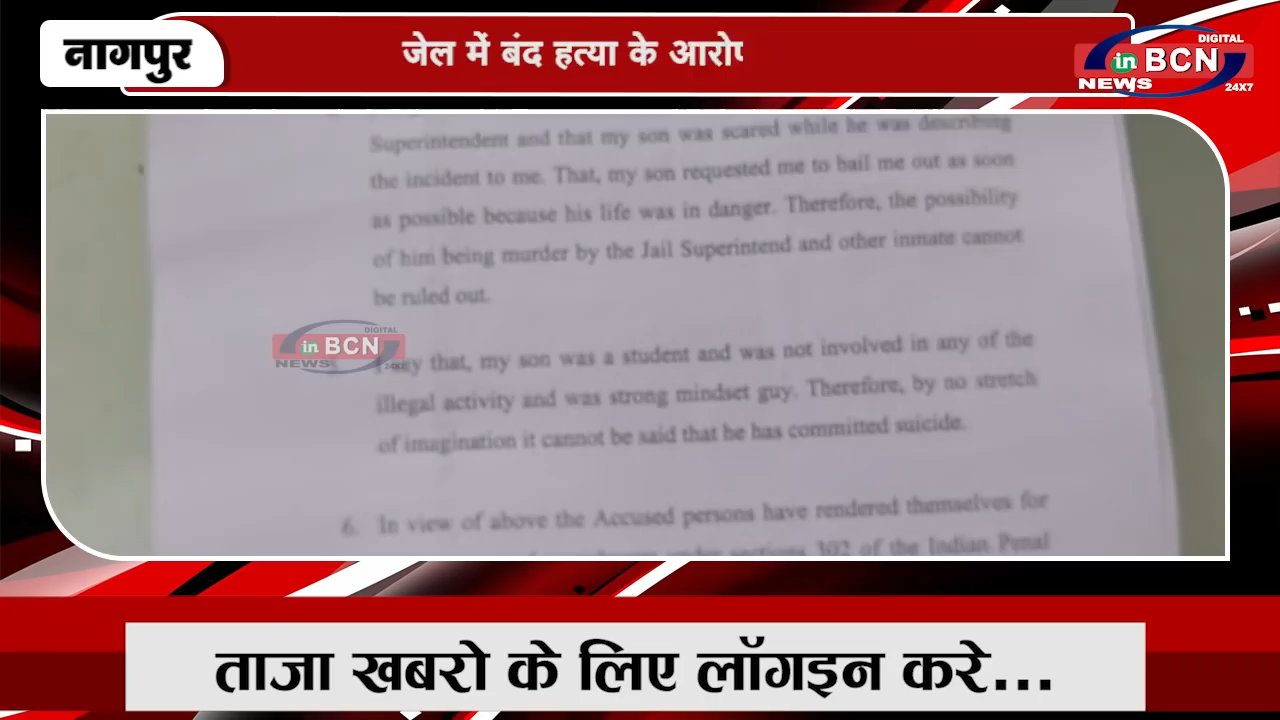 नागपुर
जेल में बंद हत्या के आरोप
DIGITAL
in BCN
NEWS
24X7
Superintendent and that my son was scared while he was describing
the incident to me. That, my son requested me to bail me out as soon
as possible because his life was in danger. Therefore, the possibility
of him being murder by the Jail Superintend and other inmate cannot
be ruled out.
DIGITAL
in BCN
NEWS
24X7
that, my son was a student and was not involved in any of the
illegal activity and was strong mindset guy. Therefore, by no stretch
of imagination it cannot be said that he has committed suicide.
6. In view of above the Accused persons have rendered themselves for
under sections 302 of the Indian Penal
ताजा खबरो के लिए लॉगइन करे...